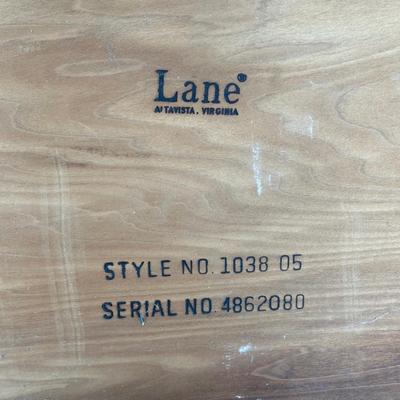 Lane®
ALTAVISTA, VIRGINIA
STYLE NO. 1038 05
SERIAL NO. 4862080